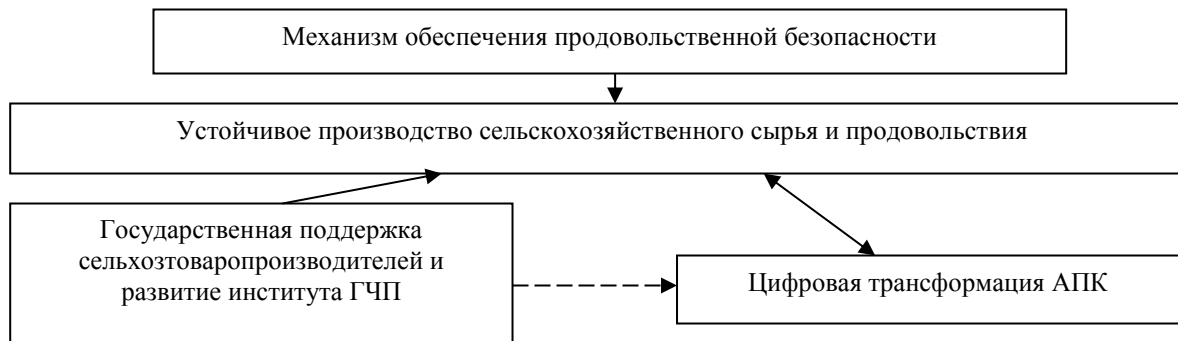 Механизм обеспечения продовольственной безопасности
Устойчивое производство сельскохозяйственного сырья и продовольствия
Государственная поддержка
сельхозтоваропроизводителей и
развитие института ГЧП
Цифровая трансформация АПК